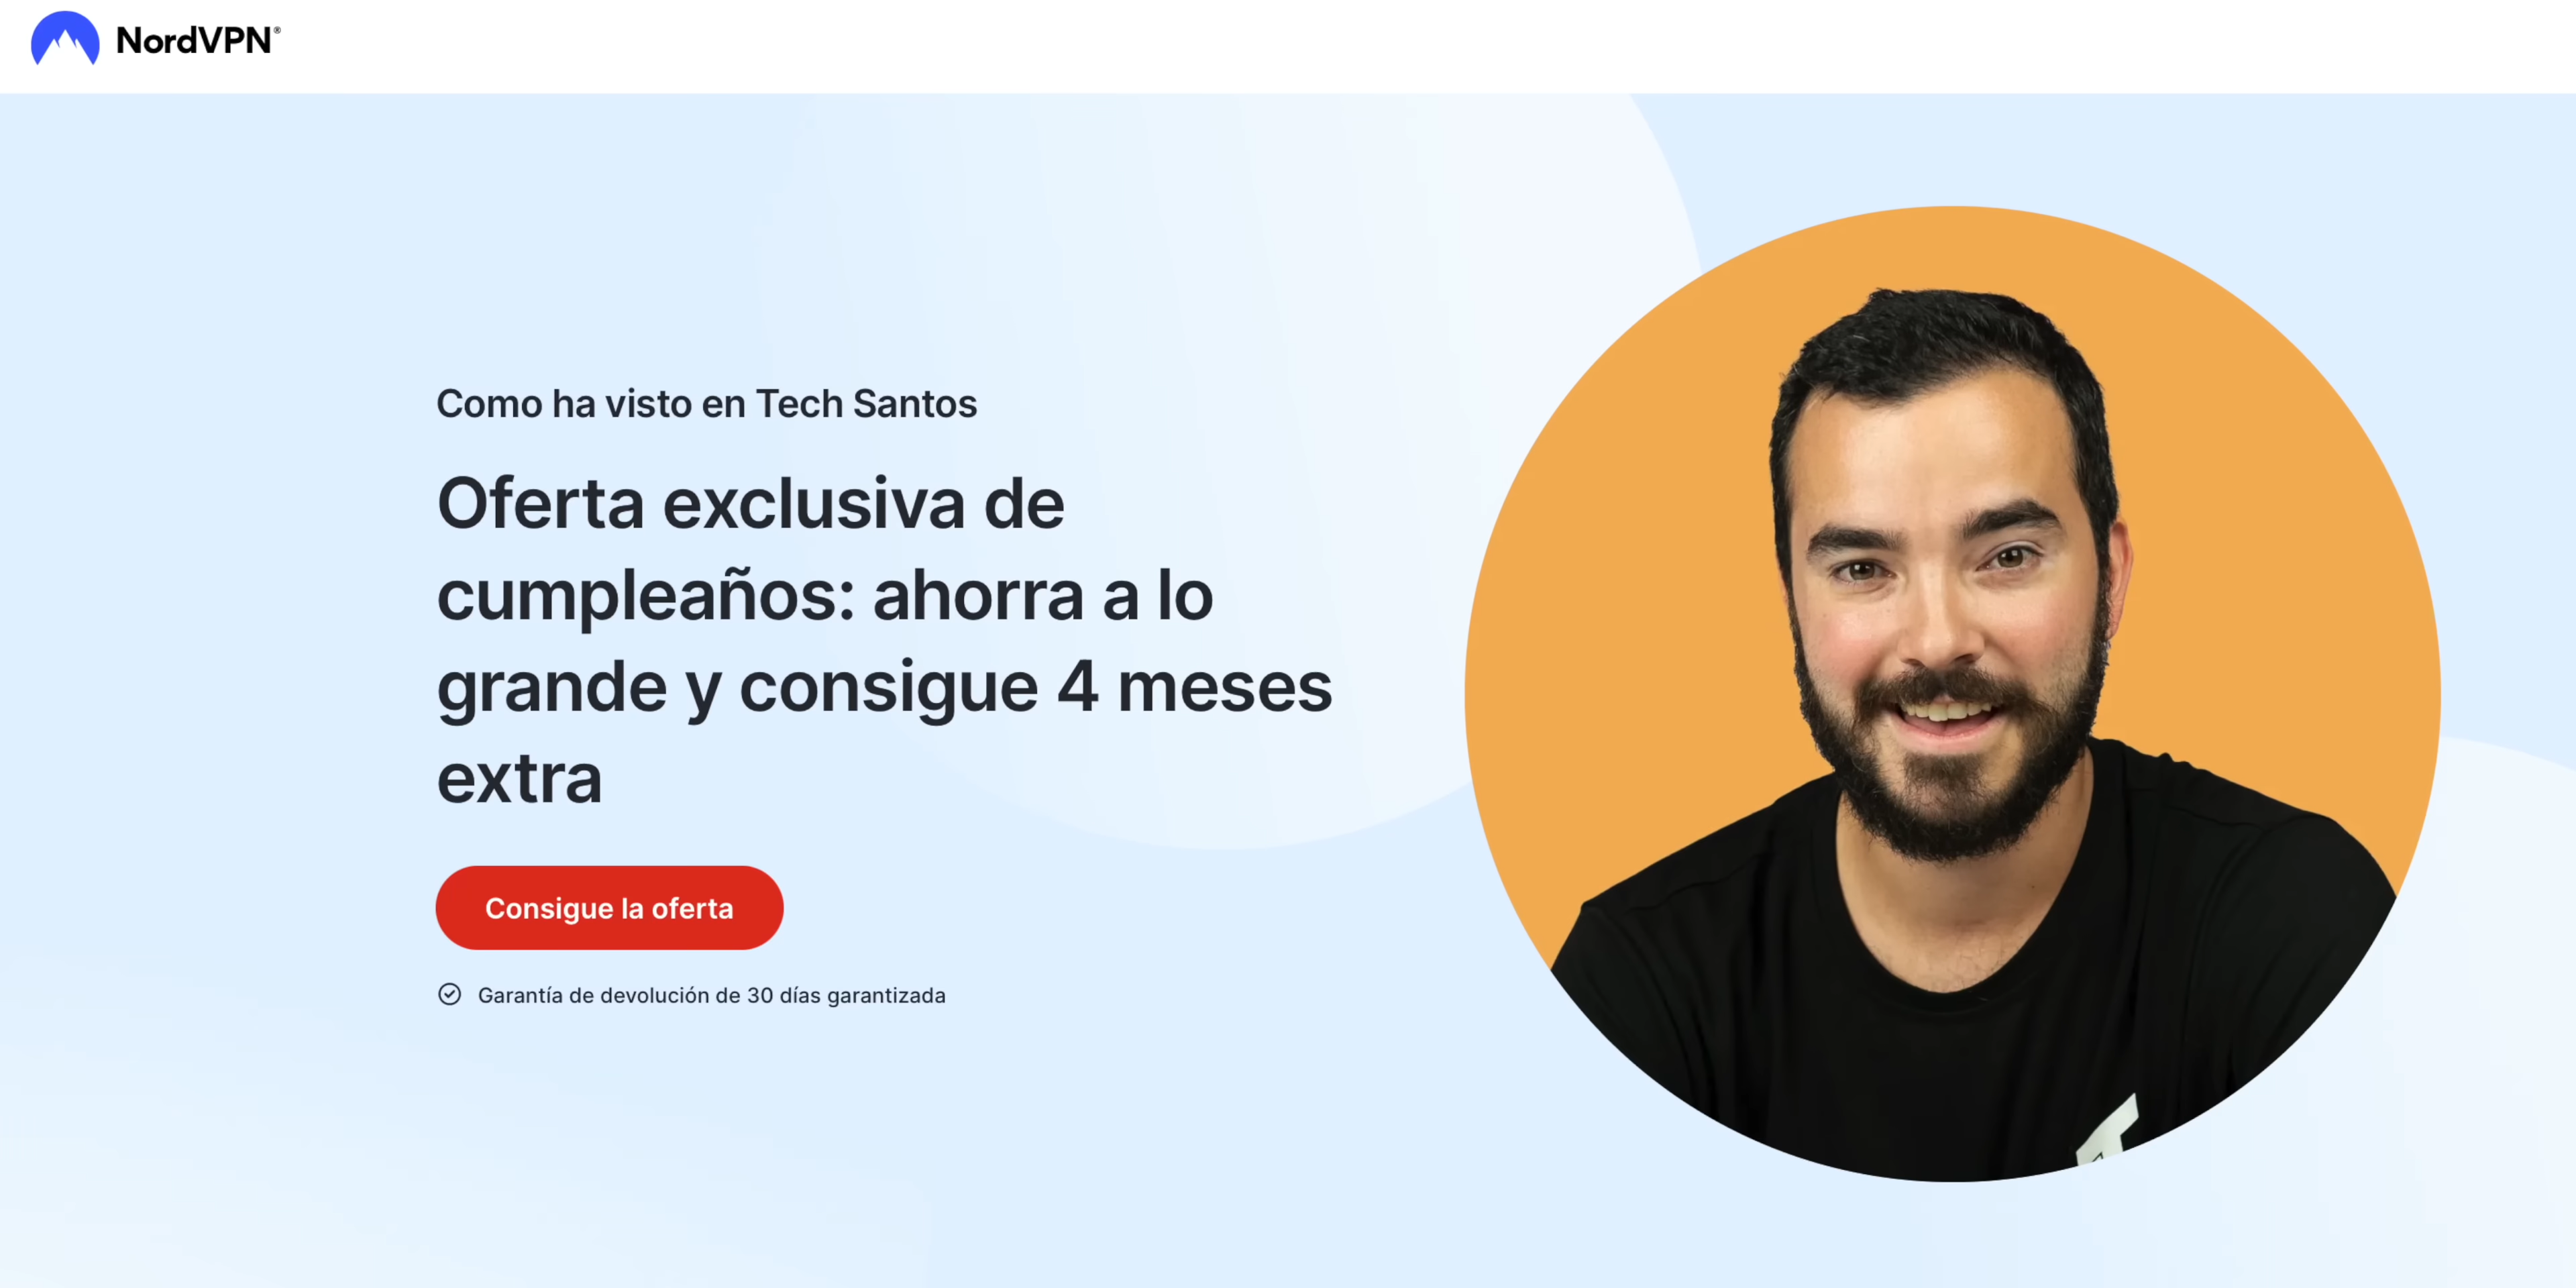 NordVPN®
Como ha visto en Tech Santos
Oferta exclusiva de
cumpleaños: ahorra a lo
grande y consigue 4 meses
extra
Consigue la oferta
Garantía de devolución de 30 días garantizada